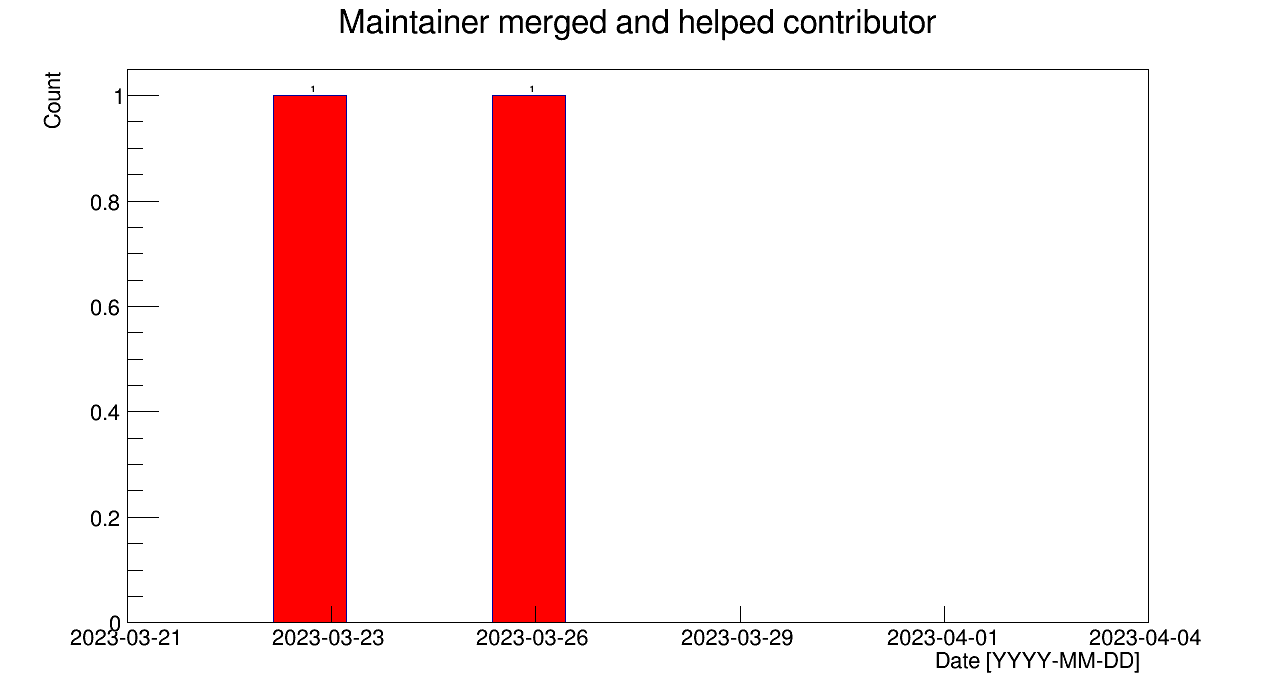 Maintainer merged and helped contributor
Count
1
1
1
0.8
0.6
0.4
0.2
0
2023-03-21 2023-03-23 2023-03-26 2023-03-29 2023-04-01 2023-04-04
Date [YYYY-MM-DD]